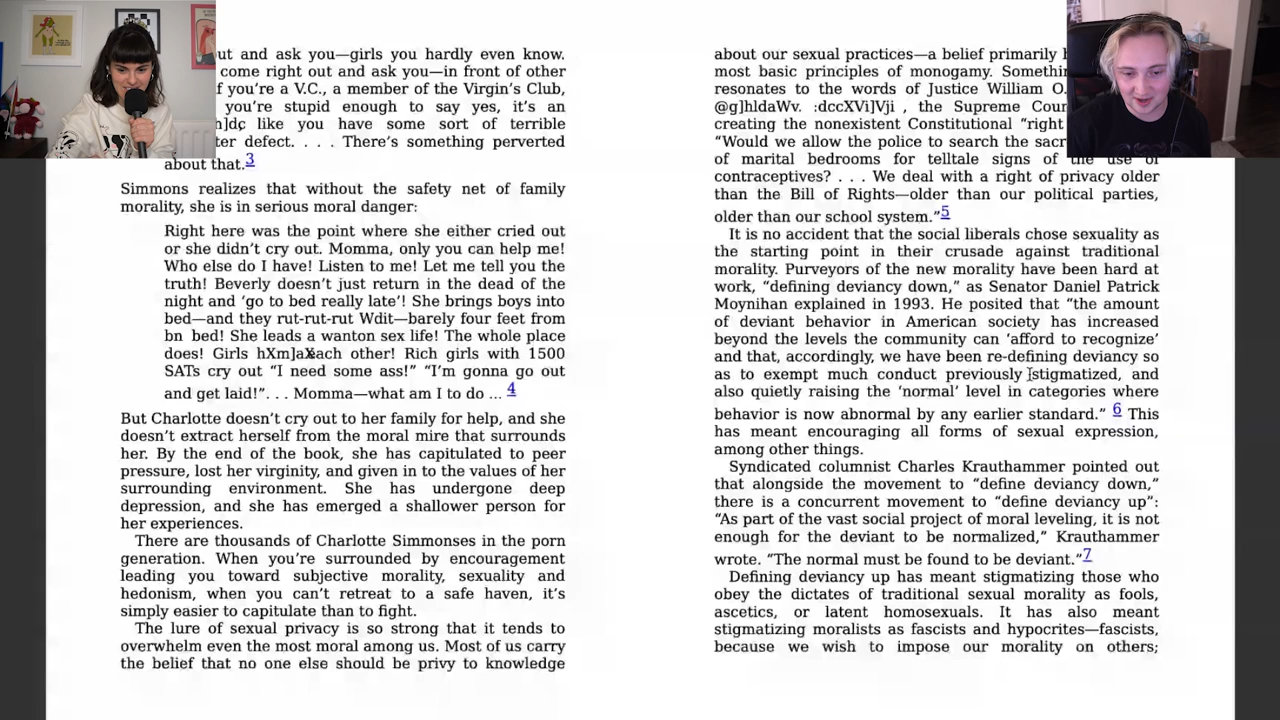 ut and ask you—girls you hardly even know.
come right out and ask you—in front of other
f you're a V.C., a member of the Virgin's Club,
you're stupid enough to say yes, it's an
like you have some sort of terrible
ter defect. . . . There's something perverted
about that.3
Simmons realizes that without the safety net of family
morality, she is in serious moral danger:
Right here was the point where she either cried out
or she didn't cry out. Momma, only you can help me!
Who else do I have! Listen to me! Let me tell you the
truth! Beverly doesn't just return in the dead of the
night and ‘go to bed really late’! She brings boys into
bed—and they rut-rut-rut Wdit—barely four feet from
bn bed! She leads a wanton sex life! The whole place
does! Girls each other! Rich girls with 1500
SATs cry out “I need some ass!” “I'm gonna go out
and get laid!”. . . Momma—what am I to do ... 4
But Charlotte doesn't cry out to her family for help, and she
doesn't extract herself from the moral mire that surrounds
her. By the end of the book, she has capitulated to peer
pressure, lost her virginity, and given in to the values of her
surrounding environment. She has undergone deep
depression, and she has emerged a shallower person for
her experiences.
There are thousands of Charlotte Simmonses in the porn
generation. When you're surrounded by encouragement
leading you toward subjective morality, sexuality and
hedonism, when you can't retreat to a safe haven, it's
simply easier to capitulate than to fight.
The lure of sexual privacy is so strong that it tends to
overwhelm even the most moral among us. Most of us carry
the belief that no one else should be privy to knowledge
about our sexual practices—a belief primarily
most basic principles of monogamy.
resonates to the words of Justice William O.
@g]hldaWv. :dccXVi]Vji , the Supreme
creating the nonexistent Constitutional “right
“Would we allow the police to search the
of marital bedrooms for telltale signs of the use of
contraceptives? . . . We deal with a right of privacy older
than the Bill of Rights—older than our political parties,
older than our school system.”5
It is no accident that the social liberals chose sexuality as
the starting point in their crusade against traditional
morality. Purveyors of the new morality have been hard at
work, “defining deviancy down,” as Senator Daniel Patrick
Moynihan explained in 1993. He posited that “the amount
of deviant behavior in American society has increased
beyond the levels the community can ‘afford to recognize’
and that, accordingly, we have been re-defining deviancy so
as to exempt much conduct previously stigmatized, and
also quietly raising the ‘normal’ level in categories where
behavior is now abnormal by any earlier standard.” 6 This
has meant encouraging all forms of sexual expression,
among other things.
Syndicated columnist Charles Krauthammer pointed out
that alongside the movement to “define deviancy down,”
there is a concurrent movement to “define deviancy up”:
“As part of the vast social project of moral leveling, it is not
enough for the deviant to be normalized,” Krauthammer
wrote. “The normal must be found to be deviant.”7
Defining deviancy up has meant stigmatizing those who
obey the dictates of traditional sexual morality as fools,
ascetics, or latent homosexuals. It has also meant
stigmatizing moralists as fascists and hypocrites—fascists,
because we wish to impose our morality on others;